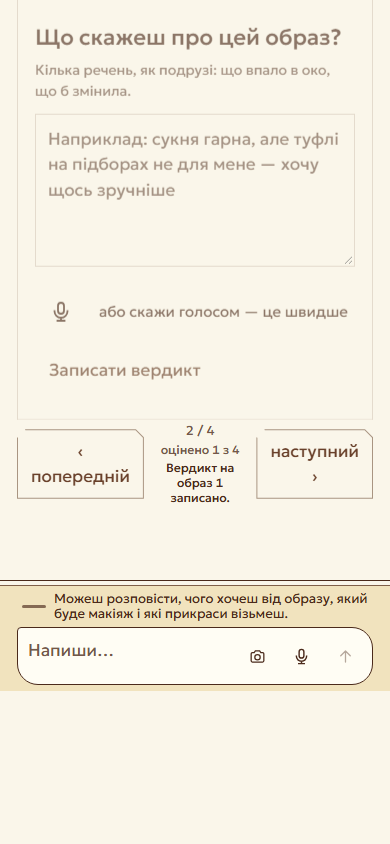 Що скажеш про цей образ?
Кілька речень, як подрузі: що впало в око,
що б змінила.
Наприклад: сукня гарна, але туфлі
на підборах не для мене — хочу
щось зручніше
або скажи голосом — це швидше
Записати вердикт
‹
попередній
2 / 4
оцінено 1 з 4
Вердикт на
образ 1
записано.
наступний
›
Можеш розповісти, чого хочеш від образу, який
буде макіяж і які прикраси візьмеш.
Напиши...